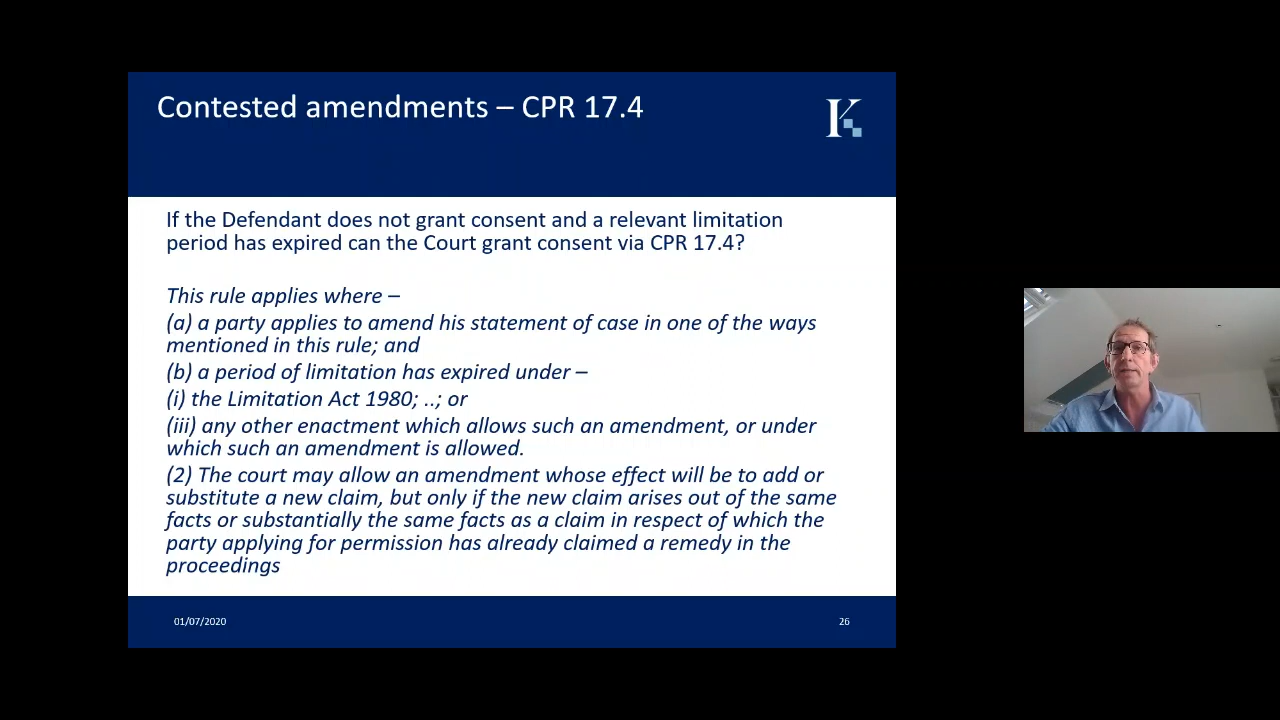 Contested amendments – CPR 17.4
K
If the Defendant does not grant consent and a relevant limitation
period has expired can the Court grant consent via CPR 17.4?
This rule applies where –
(a) a party applies to amend his statement of case in one of the ways
mentioned in this rule; and
(b) a period of limitation has expired under –
(i) the Limitation Act 1980; ..; or
(iii) any other enactment which allows such an amendment, or under
which such an amendment is allowed.
(2) The court may allow an amendment whose effect will be to add or
substitute a new claim, but only if the new claim arises out of the same
facts or substantially the same facts as a claim in respect of which the
party applying for permission has already claimed a remedy in the
proceedings
01/07/2020
26